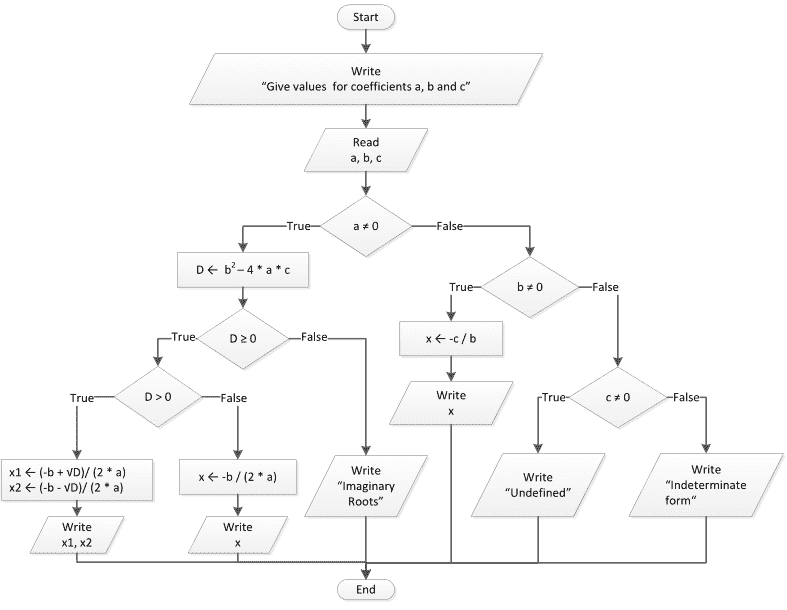 Start
Write
“Give values for coefficients a, b and c”
Read
a, b, c
True
a ≠ 0
False
D ← b² – 4 * a * c
True
b ≠ 0
False
True
D ≥ 0
False
x ← -c / b
True
D > 0
False
Write
x
True
c ≠ 0
False
x1 ← (-b + √D)/ (2 * a)
x2 ← (-b - √D)/ (2 * a)
x ← -b / (2 * a)
Write
“Imaginary
Roots”
Write
“Undefined”
Write
“Indeterminate
form“
Write
x1, x2
Write
x
End